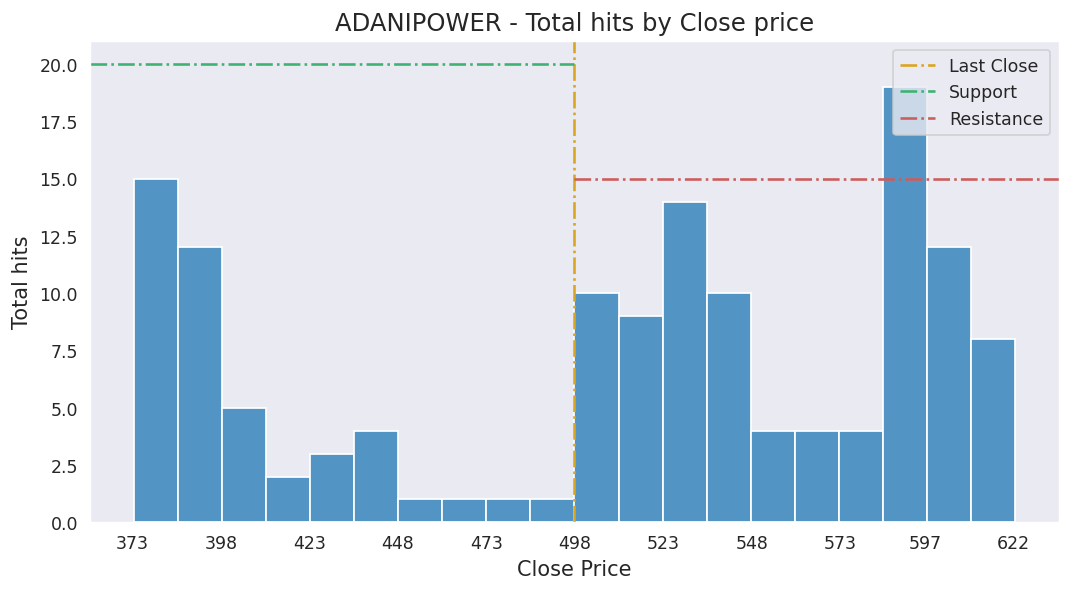 ADANIPOWER - Total hits by Close price
Last Close
Support
Resistance
Total hits
20.0
17.5
15.0
12.5
10.0
7.5
5.0
2.5
0.0
373 398 423 448 473 498 523 548 573 597 622
Close Price